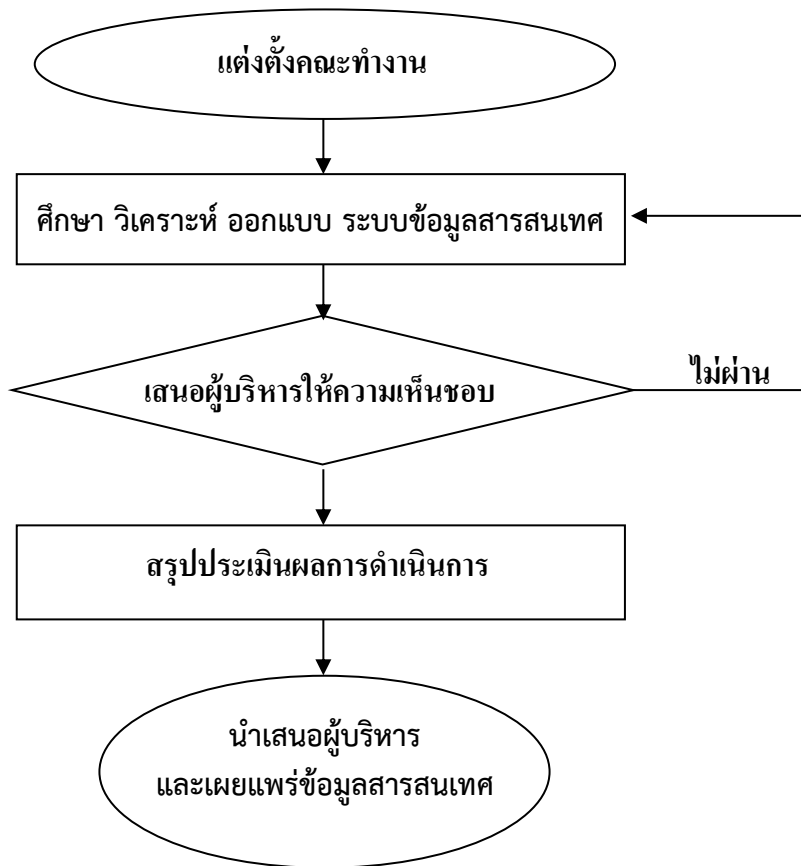 แต่งตั้งคณะทำงาน
ศึกษา วิเคราะห์ ออกแบบ ระบบข้อมูลสารสนเทศ
เสนอผู้บริหารให้ความเห็นชอบ
ไม่ผ่าน
สรุปประเมินผลการดำเนินการ
นำเสนอผู้บริหาร
และเผยแพร่ข้อมูลสารสนเทศ